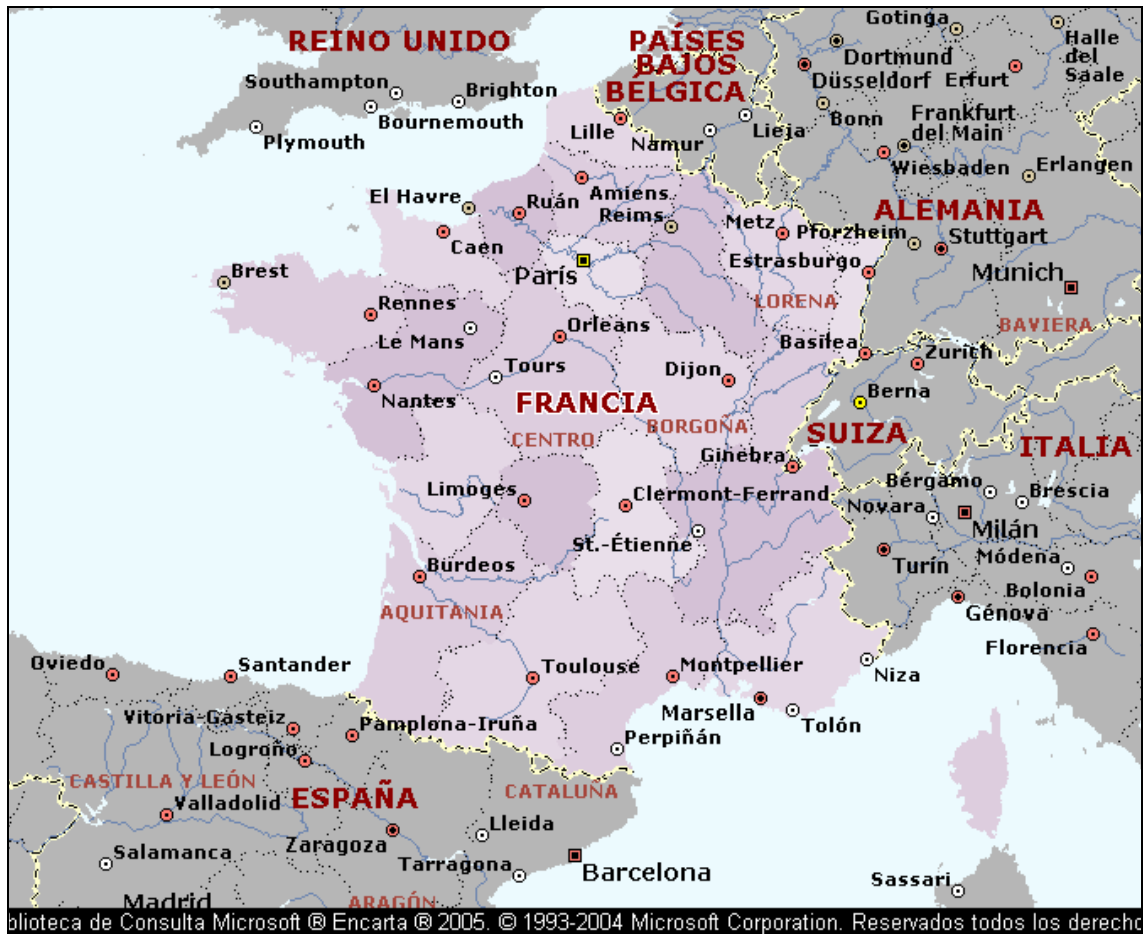 Gotinga
Halle
del
Saale
REINO UNIDO
PAÍSES
BAJOS
BÉLGICA
Dortmund
Düsseldorf
Erfurt
Southampton
Brighton
Bournemouth
Plymouth
Lille
Namur
Lieja
Bonn
Frankfurt
del Main
Wiesbaden
Erlangen
El Havre
Ruán
Amiens
Reims
Metz
Pforzheim
ALEMANIA
Stuttgart
Caen
París
Estrasburgo
Munich
Brest
Rennes
LORENA
BAVIERA
Le Mans
Orleans
Basilea
Zurich
Tours
Dijon
Nantes
FRANCIA
Berna
CENTRO
BORGOÑA
SUIZA
ITALIA
Ginebra
Limoges
Clermont-Ferrand
Bérgamo
Brescia
Novara
Milán
St.-Étienne
Módena
Turín
Burdeos
Bolonia
AQUITANIA
Génova
Florencia
Oviedo
Santander
Toulouse
Montpellier
Niza
Vitoria-Gasteiz
Pamplona-Iruña
Marsella
Tolón
Logroño
Perpiñán
CASTILLA Y LEÓN
ESPAÑA
CATALUÑA
Valladolid
Lleida
Zaragoza
Salamanca
Tarragona
Barcelona
Sassari
Madrid
ARAGÓN
blioteca de Consulta Microsoft ® Encarta ® 2005. © 1993-2004 Microsoft Corporation. Reservados todos los derecho